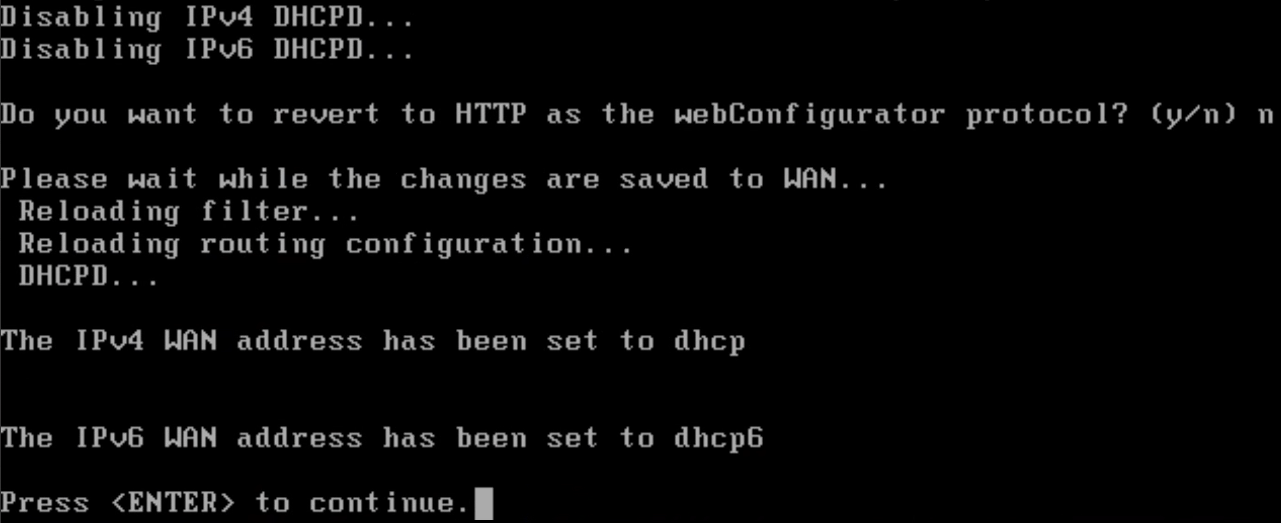 Disabling IPv4 DHCPD...
Disabling IPv6 DHCPD...
Do you want to revert to HTTP as the webConfigurator protocol? (y/n) n
Please wait while the changes are saved to WAN...
Reloading filter...
Reloading routing configuration...
DHCPD...
The IPv4 WAN address has been set to dhcp
The IPv6 WAN address has been set to dhcp6
Press <ENTER> to continue.